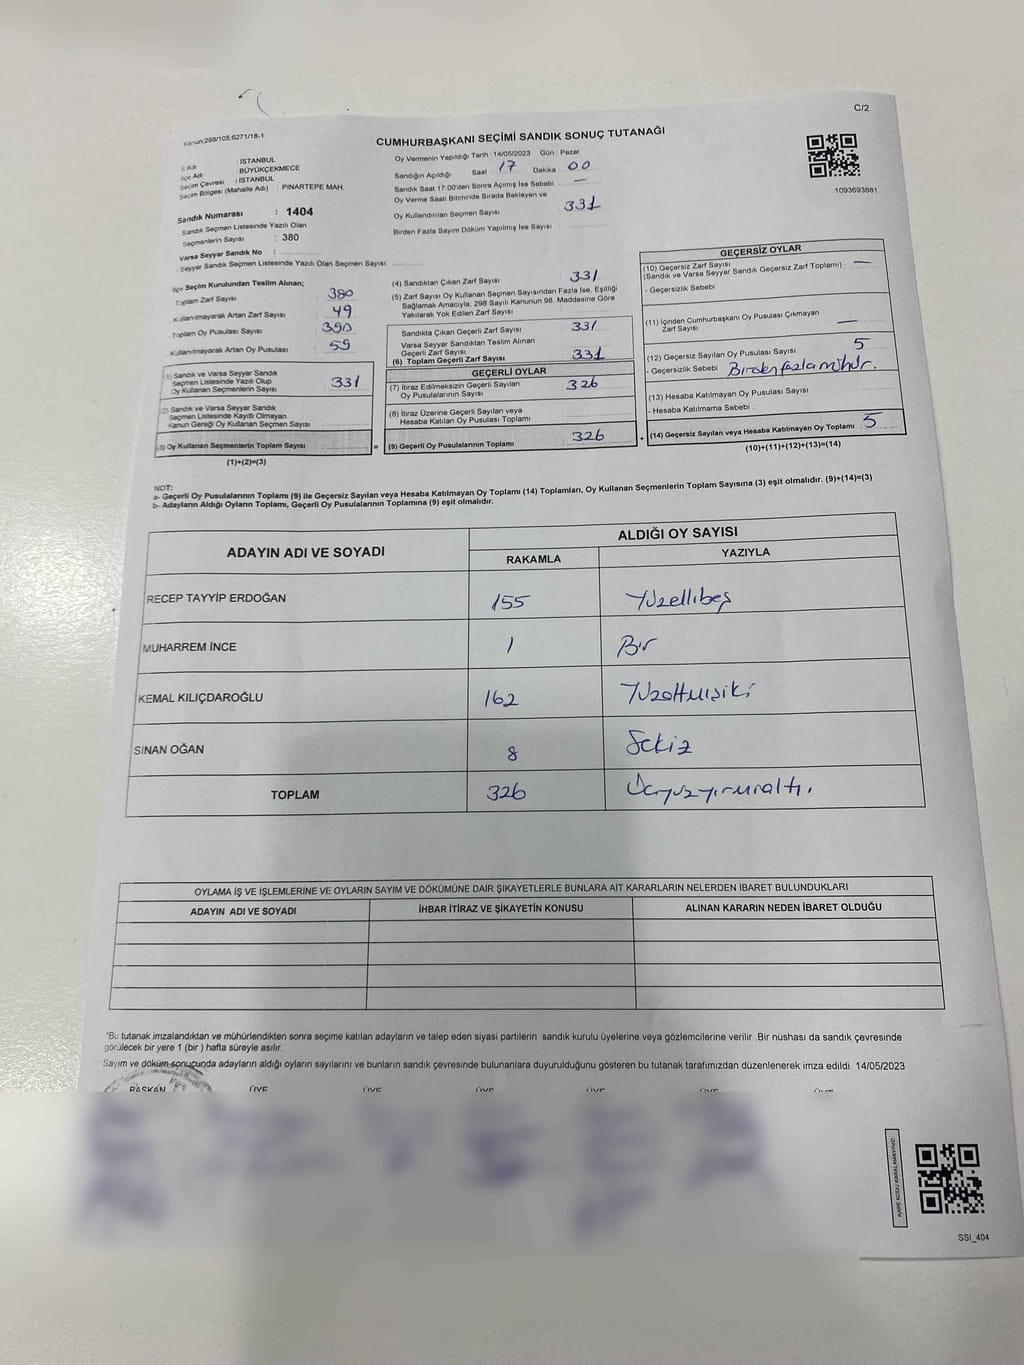 C/2
Kanun:298/105,6271/18-1
CUMHURBAŞKANI SEÇİMİ SANDIK SONUÇ TUTANAĞI
1093693881
İl Adı : İSTANBUL
İlçe Adı : BÜYÜKÇEKMECE
Seçim Çevresi : İSTANBUL
Seçim Bölgesi (Mahalle Adı) : PINARTEPE MAH.
Sandık Numarası : 1404
Sandık Seçmen Listesinde Yazılı Olan
Seçmenlerin Sayısı : 380
Varsa Seyyar Sandık No :
Seyyar Sandık Seçmen Listesinde Yazılı Olan Seçmen Sayısı:
Oy Vermenin Yapıldığı Tarih : 14/05/2023 Gün : Pazar
Sandığın Açıldığı Saat 17 Dakika : 00
Sandık Saat 17:00'den Sonra Açımış İse Sebebi : —
Oy Verme Saati Bitiminde Sırada Bekleyen ve
Oy Kullandırılan Seçmen Sayısı 331
Birden Fazla Sayım Döküm Yapılmış İse Sayısı
İlçe Seçim Kurulundan Teslim Alınan;
Toplam Zarf Sayısı 380
Kullanılmayarak Artan Zarf Sayısı 49
Toplam Oy Pusulası Sayısı 390
Kullanılmayarak Artan Oy Pusulası 59
(1) Sandık ve Varsa Seyyar Sandık
Seçmen Listesinde Yazılı Olup
Oy Kullanan Seçmenlerin Sayısı 331
(2) Sandık ve Varsa Seyyar Sandık
Seçmen Listesinde Kayıtlı Olmayan
Kanun Gereği Oy Kullanan Seçmen Sayısı
(3) Oy Kullanan Seçmenlerin Toplam Sayısı =
(1)+(2)=(3)
(4) Sandıktan Çıkan Zarf Sayısı 331
(5) Zarf Sayısı Oy Kullanan Seçmen Sayısından Fazla İse, Eşitliği
Sağlamak Amacıyla, 298 Sayılı Kanunun 98. Maddesine Göre
Yakılarak Yok Edilen Zarf Sayısı
Sandıkta Çıkan Geçerli Zarf Sayısı 331
Varsa Seyyar Sandıktan Teslim Alınan
Geçerli Zarf Sayısı
(6) Toplam Geçerli Zarf Sayısı 331
GEÇERLİ OYLAR
(7) İtiraz Edilmeksizin Geçerli Sayılan
Oy Pusulasının Sayısı 326
(8) İtiraz Üzerine Geçerli Sayılan veya
Hesaba Katılan Oy Pusulası Toplamı
(9) Geçerli Oy Pusulalarının Toplamı 326 +
GEÇERSİZ OYLAR
(10) Geçersiz Zarf Sayısı —
(Sandık ve Varsa Seyyar Sandık Geçersiz Zarf Toplamı)
- Geçersizlik Sebebi
(11) İçinden Cumhurbaşkanı Oy Pusulası Çıkmayan
Zarf Sayısı —
(12) Geçersiz Sayılan Oy Pusulası Sayısı 5
- Geçersizlik Sebebi Birden fazla mühür.
(13) Hesaba Katılmayan Oy Pusulası Sayısı
- Hesaba Katılmama Sebebi :
(14) Geçersiz Sayılan veya Hesaba Katılmayan Oy Toplamı 5
(10)+(11)+(12)+(13)=(14)
NOT:
a- Geçerli Oy Pusulalarının Toplamı (9) ile Geçersiz Sayılan veya Hesaba Katılmayan Oy Toplamı (14) Toplamları, Oy Kullanan Seçmenlerin Toplam Sayısına (3) eşit olmalıdır. (9)+(14)=(3)
b- Adayların Aldığı Oyların Toplamı, Geçerli Oy Pusulalarının Toplamına (9) eşit olmalıdır.
ADAYIN ADI VE SOYADI
ALDIĞI OY SAYISI
RAKAMLA YAZIYLA
RECEP TAYYİP ERDOĞAN 155 Yüzellibeş
MUHARREM İNCE 1 Bir
KEMAL KILIÇDAROĞLU 162 Yüzaltmışiki
SİNAN OĞAN 8 Sekiz
TOPLAM 326 Üçyüzyirmialtı.
OYLAMA İŞ VE İŞLEMLERİNE VE OYLARIN SAYIM VE DÖKÜMÜNE DAİR ŞİKAYETLERLE BUNLARA AİT KARARLARIN NELERDEN İBARET BULUNDUKLARI
ADAYIN ADI VE SOYADI İHBAR İTİRAZ VE ŞİKAYETİN KONUSU ALINAN KARARIN NEDEN İBARET OLDUĞU
*Bu tutanak imzalandıktan ve mühürlendikten sonra seçime katılan adayların ve talep eden siyasi partilerin sandık kurulu üyelerine veya gözlemcilerine verilir .Bir nüshası da sandık çevresinde
görülecek bir yere 1 (bir ) hafta süreyle asılır.
Sayım ve döküm sonucunda adayların aldığı oyların sayılarını ve bunların sandık çevresinde bulunanlara duyurulduğunu gösteren bu tutanak tarafımızdan düzenlenerek imza edildi. 14/05/2023
BAŞKAN ÜYE ÜYE ÜYE ÜYE ÜYE
KARE KODU KARALAMAYINIZ!
SSI_404